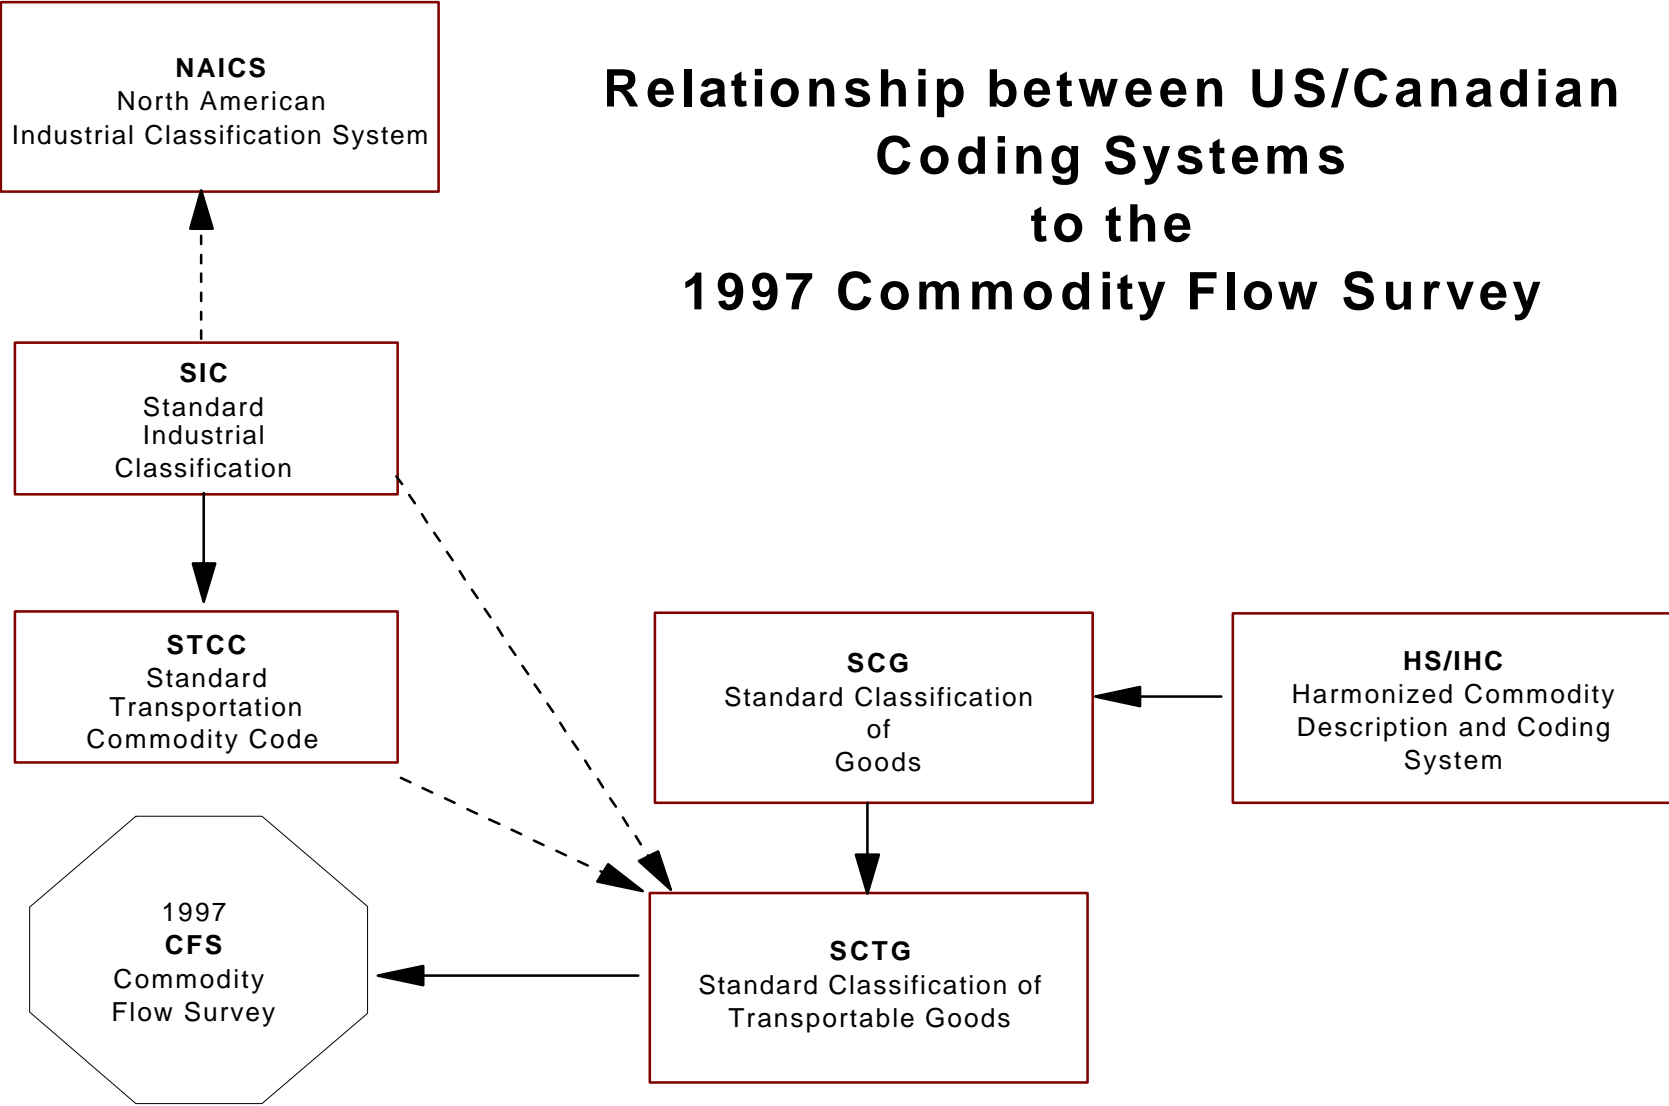 Relationship between US/Canadian
Coding Systems
to the
1997 Commodity Flow Survey
NAICS
North American
Industrial Classification System
SIC
Standard
Industrial
Classification
STCC
Standard
Transportation
Commodity Code
SCG
Standard Classification
of
Goods
HS/IHC
Harmonized Commodity
Description and Coding
System
1997
CFS
Commodity
Flow Survey
SCTG
Standard Classification of
Transportable Goods